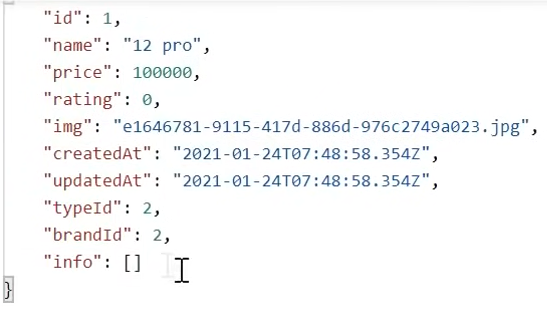 "id": 1,
"name": "12 pro",
"price": 100000,
"rating": 0,
"img": "e1646781-9115-417d-886d-976c2749a023.jpg",
"createdAt": "2021-01-24T07:48:58.354Z",
"updatedAt": "2021-01-24T07:48:58.354Z",
"typeId": 2,
"brandId": 2,
"info": []
}